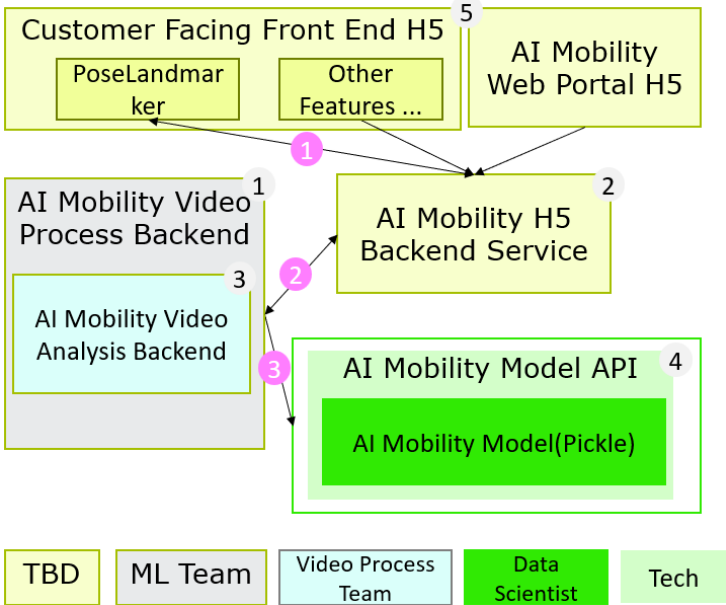 Customer Facing Front End H5
5
PoseLandmar
ker
Other
Features ...
AI Mobility
Web Portal H5
1
AI Mobility Video
Process Backend
1
3
AI Mobility Video
Analysis Backend
2
AI Mobility H5
Backend Service
2
3
AI Mobility Model API
4
AI Mobility Model(Pickle)
TBD
ML Team
Video Process
Team
Data
Scientist
Tech